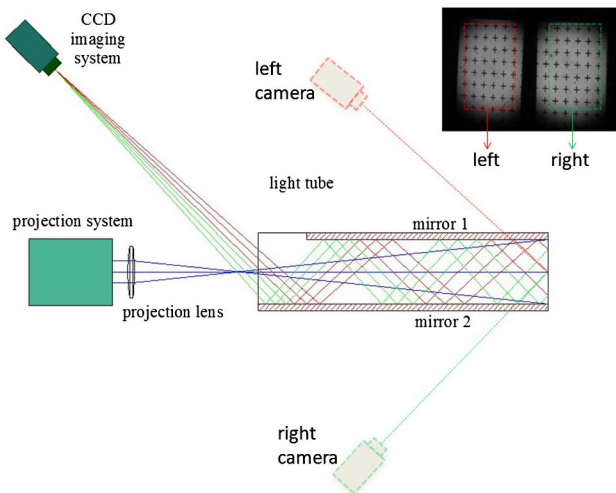 CCD
imaging
system
left
camera
left
right
light tube
projection system
mirror 1
projection lens
mirror 2
right
camera